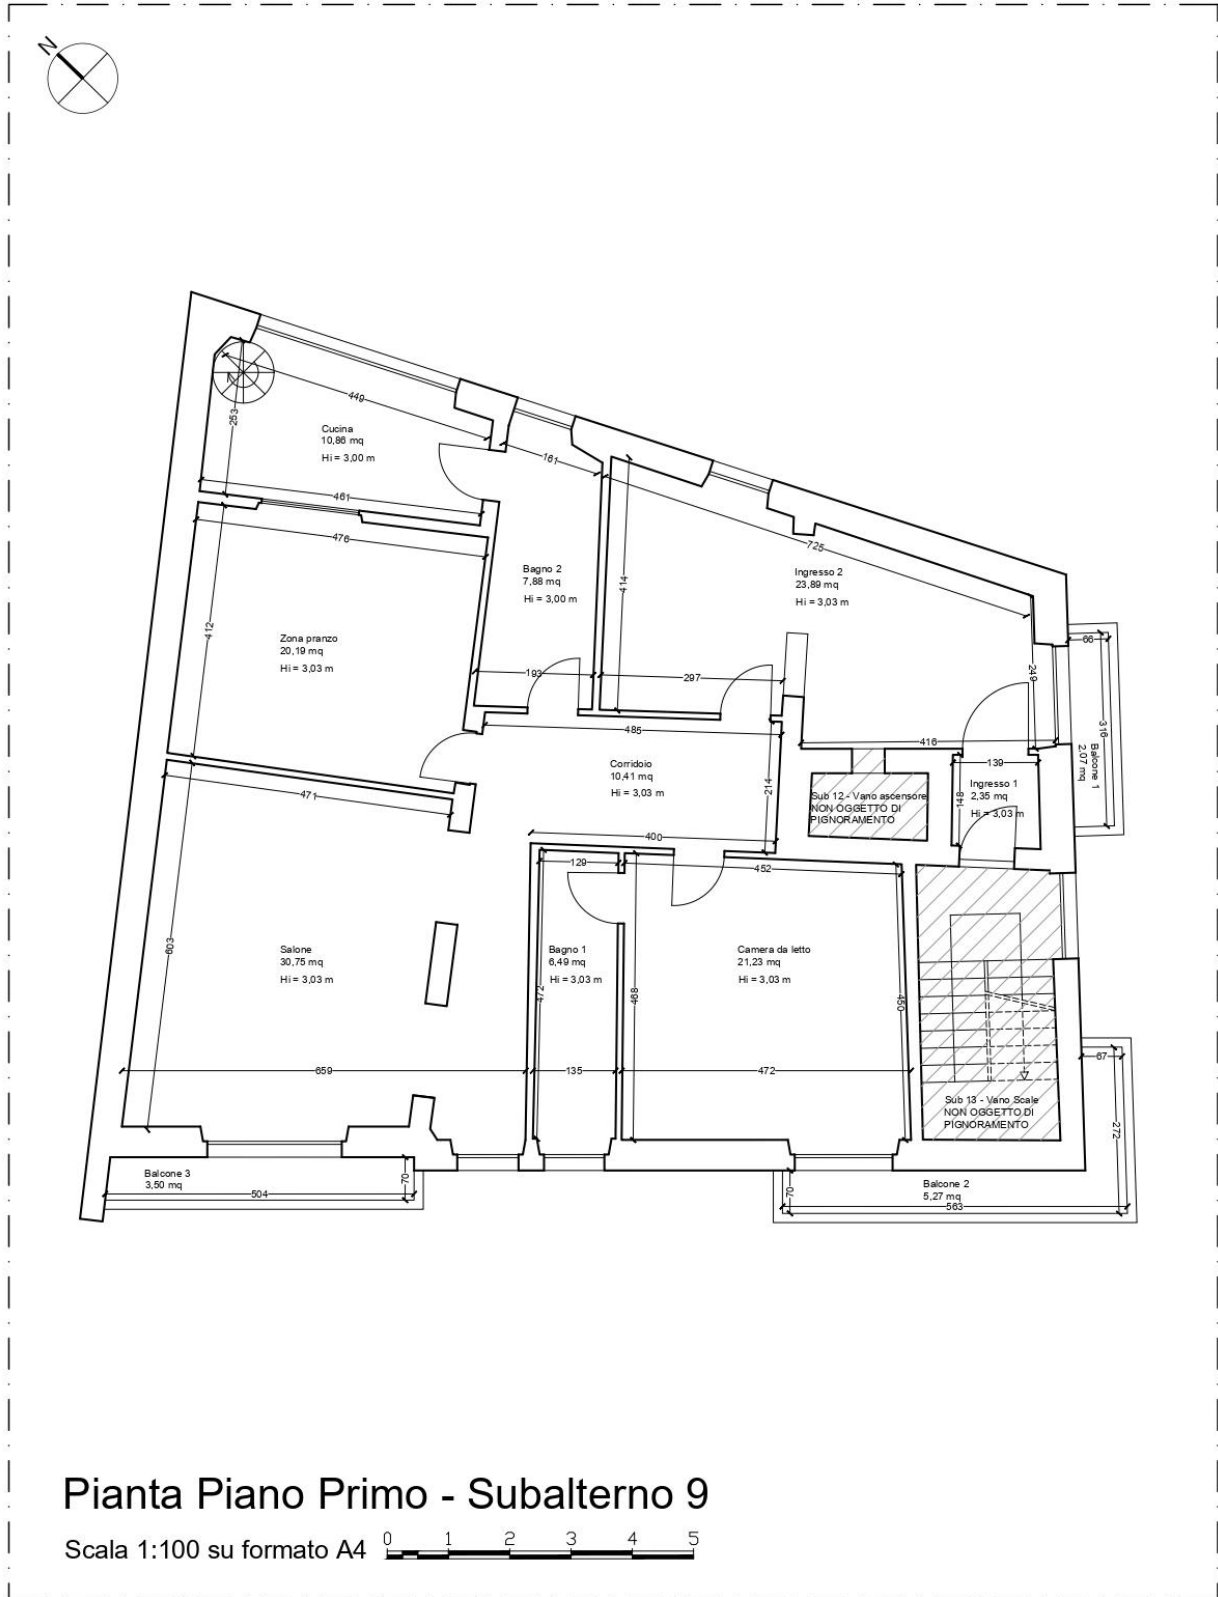 N
449
253
Cucina
10,86 mq
Hi = 3,00 m
461
161
476
725
Bagno 2
7,88 mq
Hi = 3,00 m
414
Ingresso 2
23,89 mq
Hi = 3,03 m
412
Zona pranzo
20,19 mq
Hi = 3,03 m
193
297
249
66
316
Balcone 1
2,07 mq
485
416
Corridoio
10,41 mq
Hi = 3,03 m
214
139
148
Ingresso 1
2,35 mq
Hi = 3,03 m
Sub 12 - Vano ascensore
NON OGGETTO DI
PIGNORAMENTO
471
400
129
452
603
Salone
30,75 mq
Hi = 3,03 m
Bagno 1
6,49 mq
Hi = 3,03 m
472
468
Camera da letto
21,23 mq
Hi = 3,03 m
450
659
135
472
67
272
Sub 13 - Vano Scale
NON OGGETTO DI
PIGNORAMENTO
Balcone 3
3,50 mq
504
70
70
Balcone 2
5,27 mq
563
Pianta Piano Primo - Subalterno 9
Scala 1:100 su formato A4
0 1 2 3 4 5